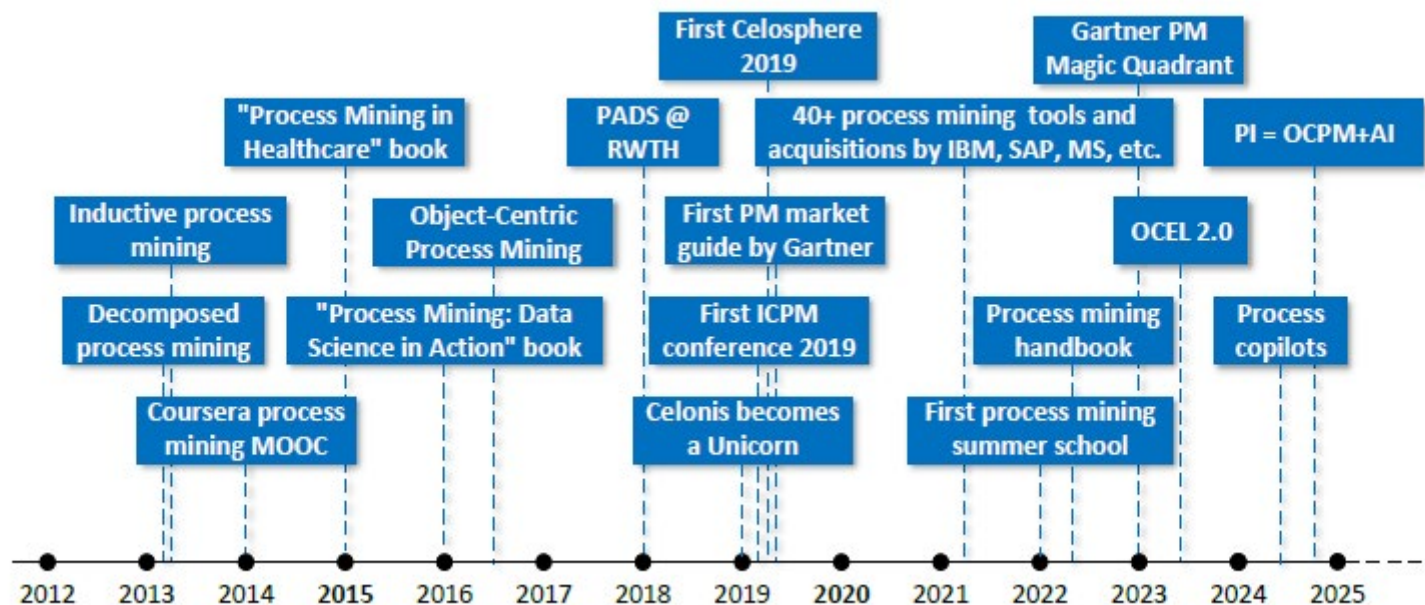 First Celosphere
2019
Gartner PM
Magic Quadrant
"Process Mining in
Healthcare" book
PADS @
RWTH
40+ process mining tools and
acquisitions by IBM, SAP, MS, etc.
PI = OCPM+AI
Inductive process
mining
Object-Centric
Process Mining
First PM market
guide by Gartner
OCEL 2.0
Decomposed
process mining
"Process Mining: Data
Science in Action" book
First ICPM
conference 2019
Process mining
handbook
Process
copilots
Coursera process
mining MOOC
Celonis becomes
a Unicorn
First process mining
summer school
2012 2013 2014 2015 2016 2017 2018 2019 2020 2021 2022 2023 2024 2025